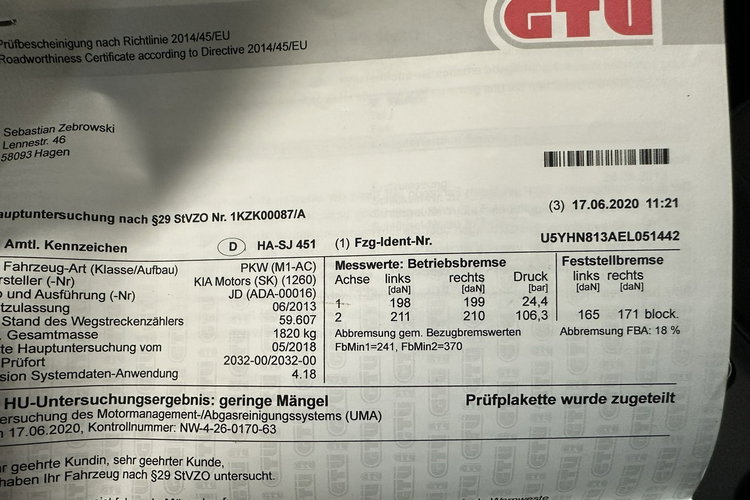 GTÜ
Prüfbescheinigung nach Richtlinie 2014/45/EU
Roadworthiness Certificate according to Directive 2014/45/EU
Sebastian Zebrowski
Lennestr. 46
58093 Hagen
auptuntersuchung nach §29 StVZO Nr. 1KZK00087/A
(3) 17.06.2020 11:21
Amtl. Kennzeichen D HA-SJ 451 (1) Fzg-Ident-Nr. U5YHN813AEL051442
Fahrzeug-Art (Klasse/Aufbau) PKW (M1-AC)
rsteller (-Nr) KIA Motors (SK) (1260)
und Ausführung (-Nr) JD (ADA-00016)
tzulassung 06/2013
Stand des Wegstreckenzählers 59.607
Gesamtmasse 1820 kg
te Hauptuntersuchung vom 05/2018
Prüfort 2032-00/2032-00
sion Systemdaten-Anwendung 4.18
Messwerte: Betriebsbremse
Achse links rechts Druck
[daN] [daN] [bar]
1 198 199 24,4
2 211 210 106,3
Abbremsung gem. Bezugbremswerten
FbMin1=241, FbMin2=370
Feststellbremse
links rechts
[daN] [daN]
165 171 block.
Abbremsung FBA: 18 %
HU-Untersuchungsergebnis: geringe Mängel Prüfplakette wurde zugeteilt
ersuchung des Motormanagement-/Abgasreinigungssystems (UMA)
17.06.2020, Kontrollnummer: NW-4-26-0170-63
hr geehrte Kundin, sehr geehrter Kunde,
haben Ihr Fahrzeug nach §29 StVZO untersucht.